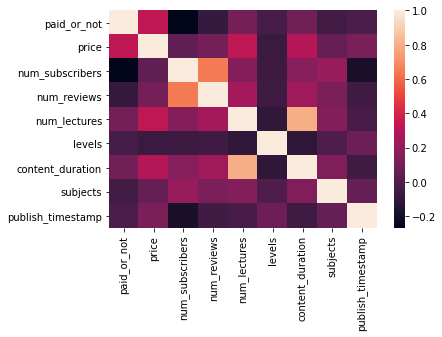 paid_or_not
price
num_subscribers
num_reviews
num_lectures
levels
content_duration
subjects
publish_timestamp
paid_or_not
price
num_subscribers
num_reviews
num_lectures
levels
content_duration
subjects
publish_timestamp
1.0
0.8
0.6
0.4
0.2
0.0
−0.2